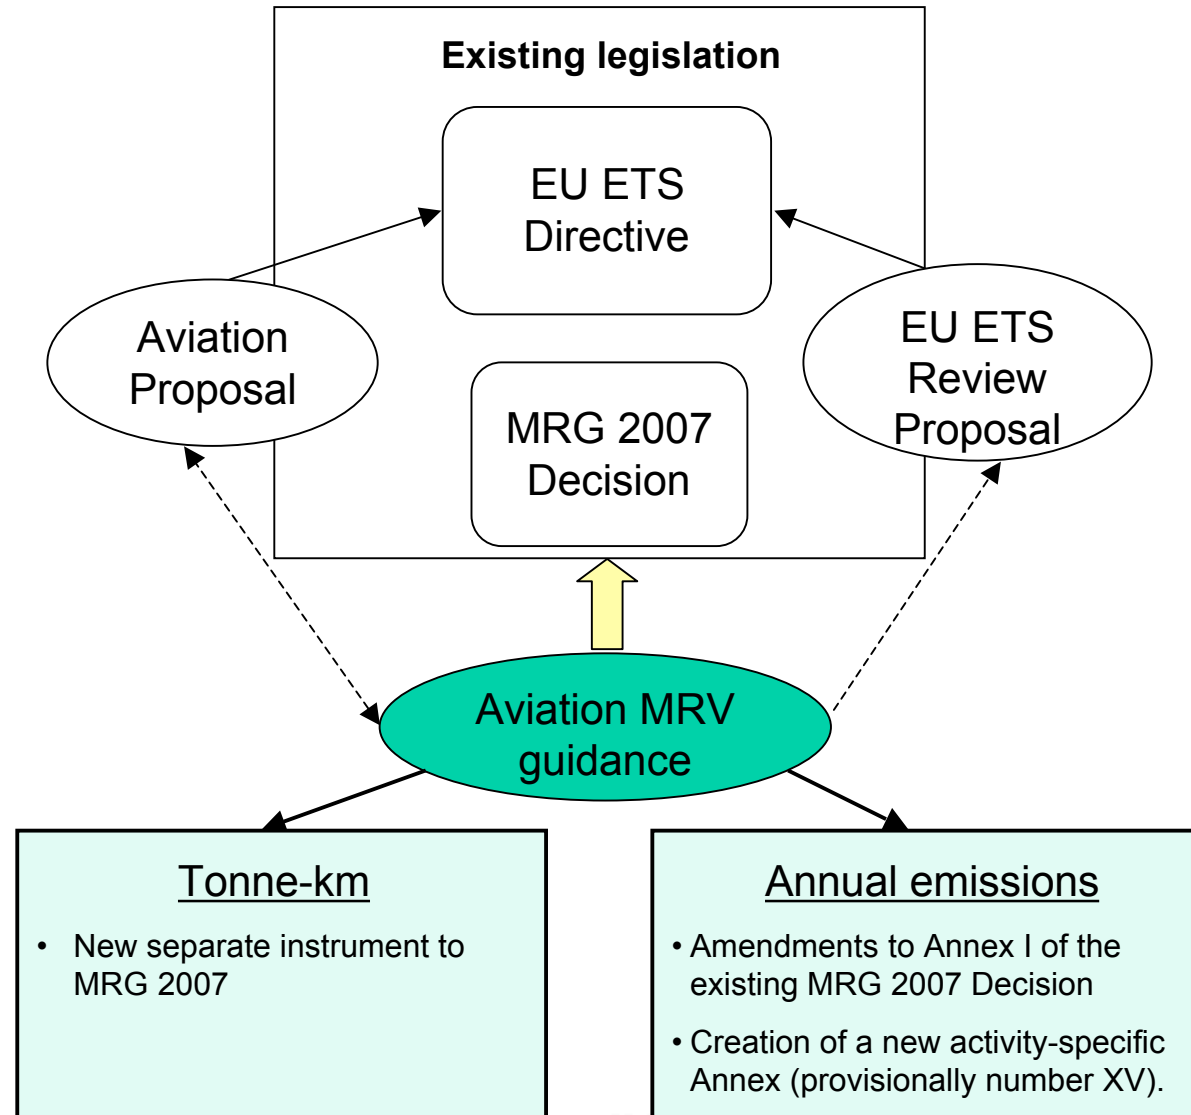 Existing legislation
EU ETS
Directive
Aviation
Proposal
EU ETS
Review
Proposal
MRG 2007
Decision
Aviation MRV
guidance
Tonne-km
• New separate instrument to
MRG 2007
Annual emissions
• Amendments to Annex I of the
existing MRG 2007 Decision
• Creation of a new activity-specific
Annex (provisionally number XV).